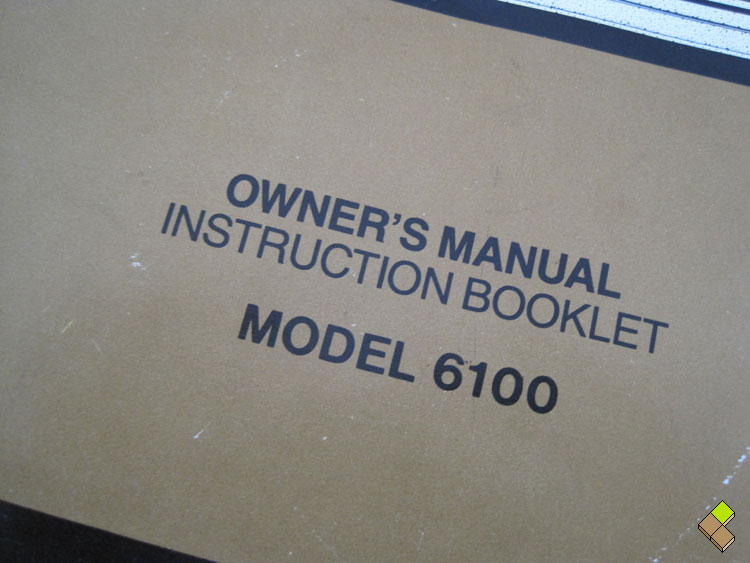 OWNER'S MANUAL
INSTRUCTION BOOKLET
MODEL 6100